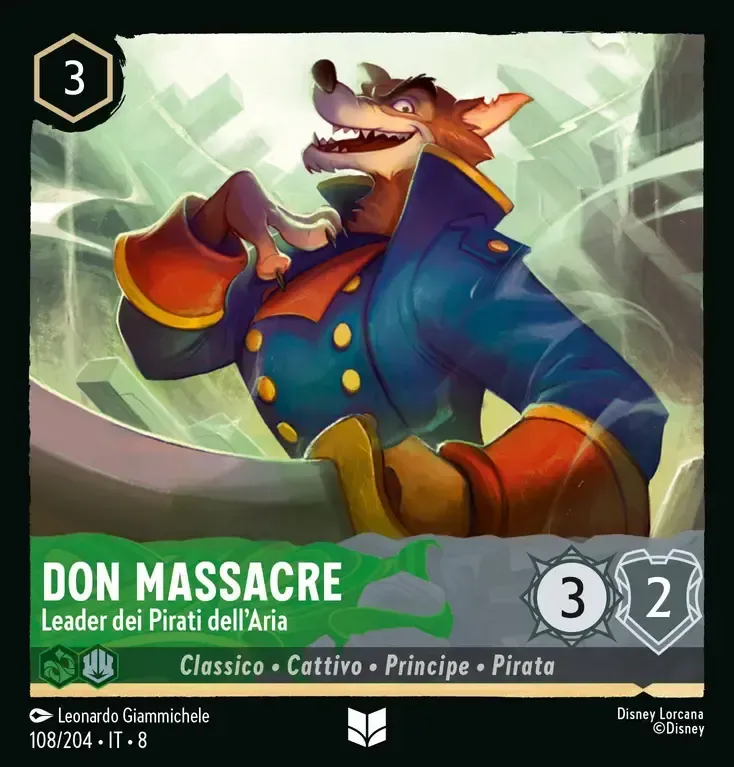 3
DON MASSACRE
Leader dei Pirati dell'Aria
3
2
Classico • Cattivo • Principe • Pirata
Leonardo Giammichele
Disney Lorcana
108/204 • IT • 8
©Disney